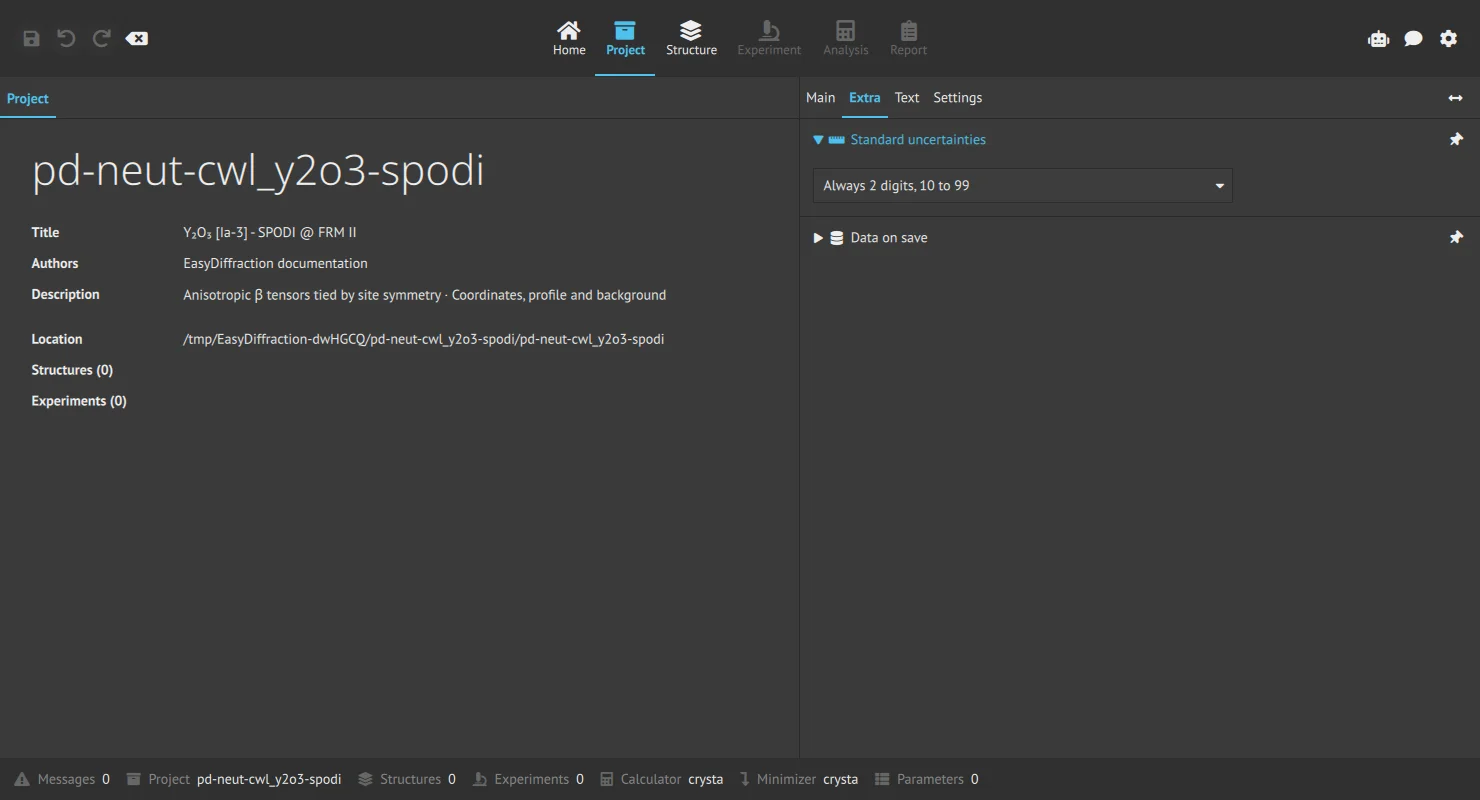 Home Project Structure Experiment Analysis Report
Project
Main Extra Text Settings
pd-neut-cwl_y2o3-spodi
Title Y₂O₃ [Ia-3] - SPODI @ FRM II
Authors EasyDiffraction documentation
Description Anisotropic β tensors tied by site symmetry · Coordinates, profile and background
Location /tmp/EasyDiffraction-dwHGCQ/pd-neut-cwl_y2o3-spodi/pd-neut-cwl_y2o3-spodi
Structures (0)
Experiments (0)
Standard uncertainties
Always 2 digits, 10 to 99
Data on save
Messages 0 Project pd-neut-cwl_y2o3-spodi Structures 0 Experiments 0 Calculator crysta Minimizer crysta Parameters 0